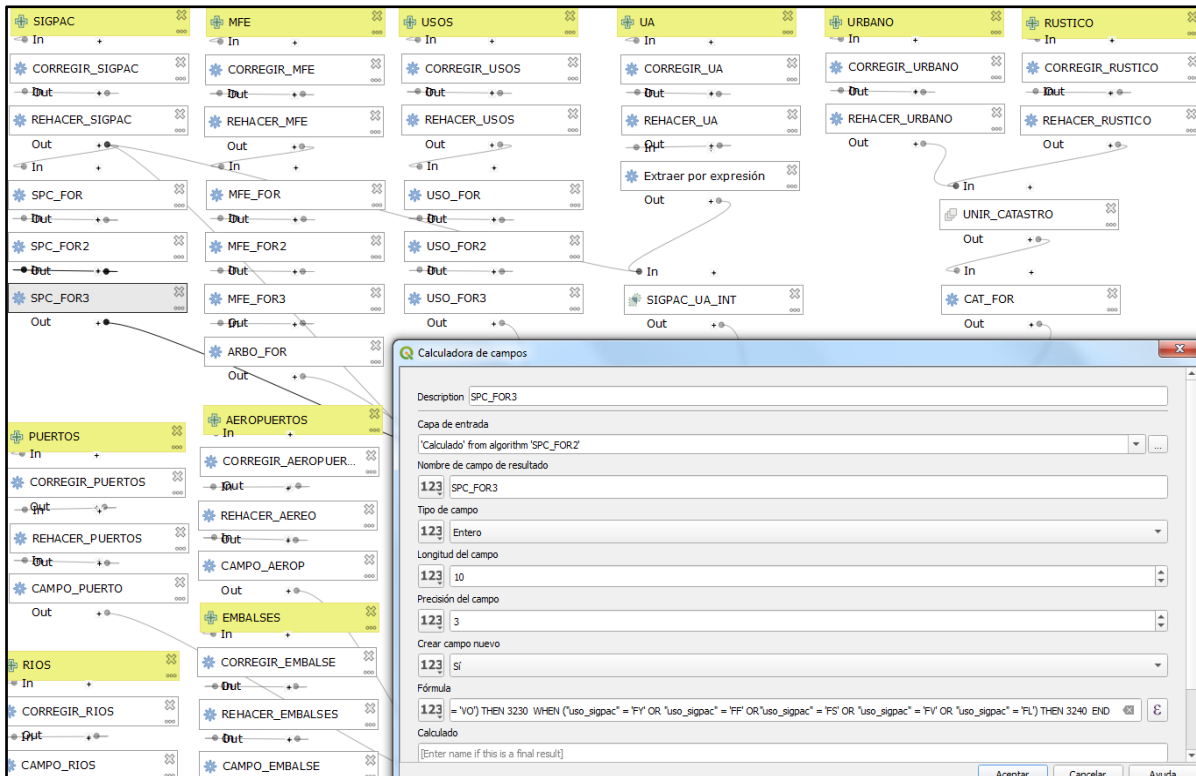 SIGPAC
In
+
CORREGIR_SIGPAC
Out
REHACER_SIGPAC
Out
In
SPC_FOR
Out
SPC_FOR2
Out
SPC_FOR3
Out
MFE
In
+
CORREGIR_MFE
Out
REHACER_MFE
Out
In
MFE_FOR
Out
MFE_FOR2
Out
MFE_FOR3
Out
ARBO_FOR
Out
USOS
In
+
CORREGIR_USOS
Out
REHACER_USOS
Out
In
USO_FOR
Out
USO_FOR2
Out
USO_FOR3
Out
UA
In
+
CORREGIR_UA
Out
REHACER_UA
Out
Extraer por expresión
Out
In
+
SIGPAC_UA_INT
Out
URBANO
In
+
CORREGIR_URBANO
Out
REHACER_URBANO
Out
RUSTICO
In
+
CORREGIR_RUSTICO
Out
REHACER_RUSTICO
Out
In
+
UNIR_CATASTRO
Out
In
+
CAT_FOR
Out
PUERTOS
In
+
CORREGIR_PUERTOS
Out
REHACER_PUERTOS
Out
CAMPO_PUERTO
Out
RIOS
In
+
CORREGIR_RIOS
Out
CAMPO_RIOS
AEROPUERTOS
In
+
CORREGIR_AEROPUER...
Out
REHACER_AEREO
Out
CAMPO_AEROP
Out
EMBALSES
In
+
CORREGIR_EMBALSE
Out
REHACER_EMBALSES
Out
CAMPO_EMBALSE
Calculadora de campos
Description SPC_FOR3
Capa de entrada
'Calculado' from algorithm 'SPC_FOR2'
...
Nombre de campo de resultado
123 SPC_FOR3
Tipo de campo
123 Entero
Longitud del campo
123 10
Precisión del campo
123 3
Crear campo nuevo
123 Sí
Fórmula
123 = 'VO') THEN 3230 WHEN ("uso_sigpac" = 'FY' OR "uso_sigpac" = 'FF' OR"uso_sigpac" = 'FS' OR "uso_sigpac" = 'FV' OR "uso_sigpac" = 'FL') THEN 3240 END ε
Calculado
[Enter name if this is a final result]
Aceptar Cancelar Ayuda